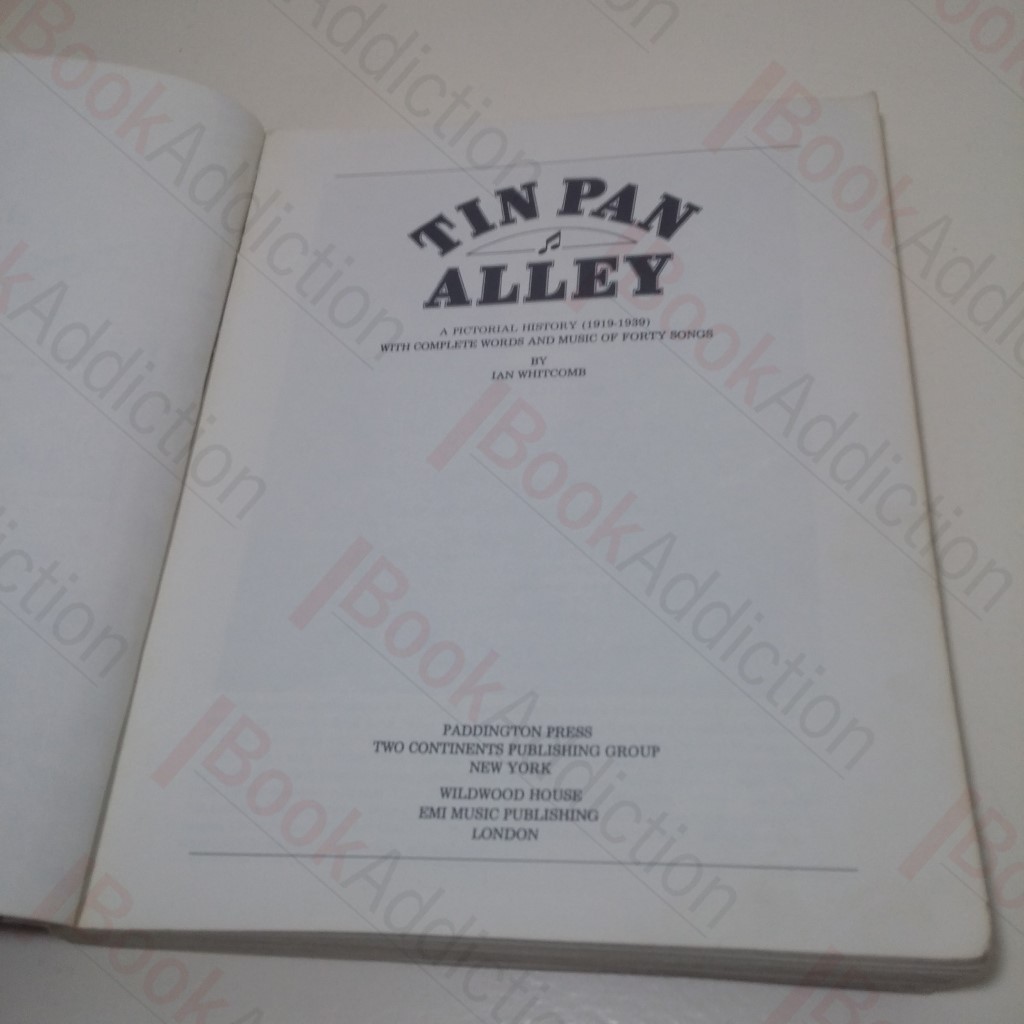 TIN PAN
ALLEY
A PICTORIAL HISTORY (1919-1939)
WITH COMPLETE WORDS AND MUSIC OF FORTY SONGS
BY
IAN WHITCOMB
PADDINGTON PRESS
TWO CONTINENTS PUBLISHING GROUP
NEW YORK
WILDWOOD HOUSE
EMI MUSIC PUBLISHING
LONDON
BookAddiction